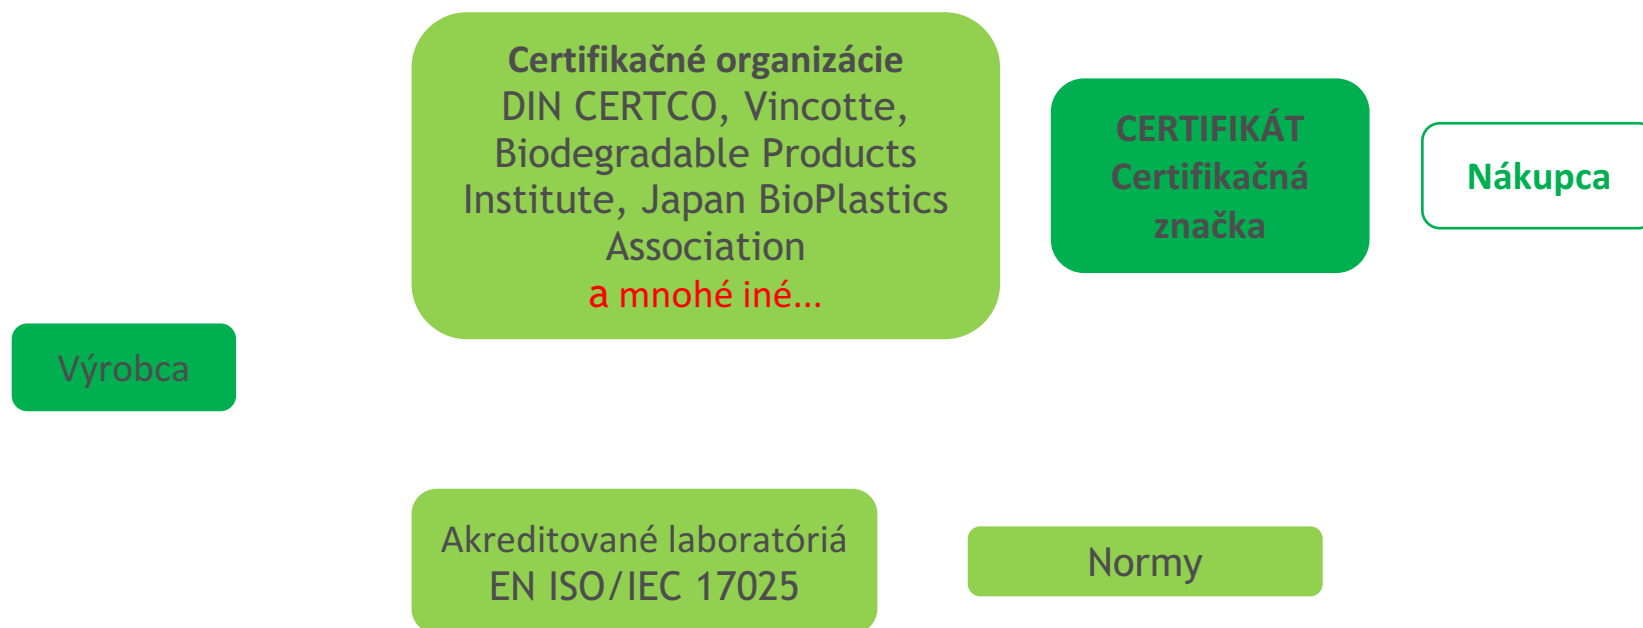 Certifikačné organizácie
DIN CERTCO, Vincotte,
Biodegradable Products
Institute, Japan BioPlastics
Association
a mnohé iné...
CERTIFIKÁT
Certifikačná
značka
Nákupca
Výrobca
Akreditované laboratóriá
EN ISO/IEC 17025
Normy